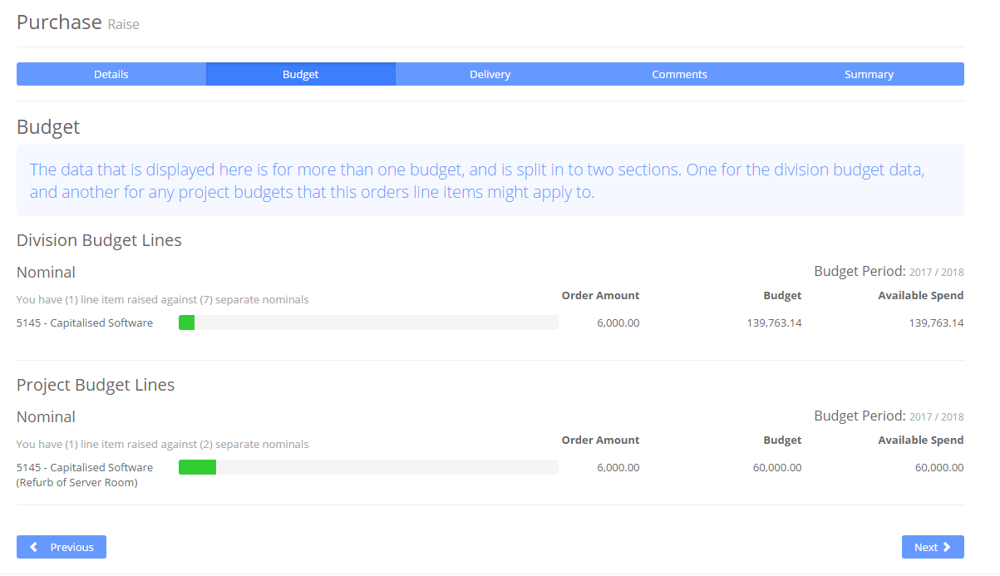 Purchase Raise
Details Budget Delivery Comments Summary
Budget
The data that is displayed here is for more than one budget, and is split in to two sections. One for the division budget data,
and another for any project budgets that this orders line items might apply to.
Division Budget Lines
Nominal Budget Period: 2017 / 2018
You have (1) line item raised against (7) separate nominals Order Amount Budget Available Spend
5145 - Capitalised Software 6,000.00 139,763.14 139,763.14
Project Budget Lines
Nominal Budget Period: 2017 / 2018
You have (1) line item raised against (2) separate nominals Order Amount Budget Available Spend
5145 - Capitalised Software 6,000.00 60,000.00 60,000.00
(Refurb of Server Room)
Previous Next